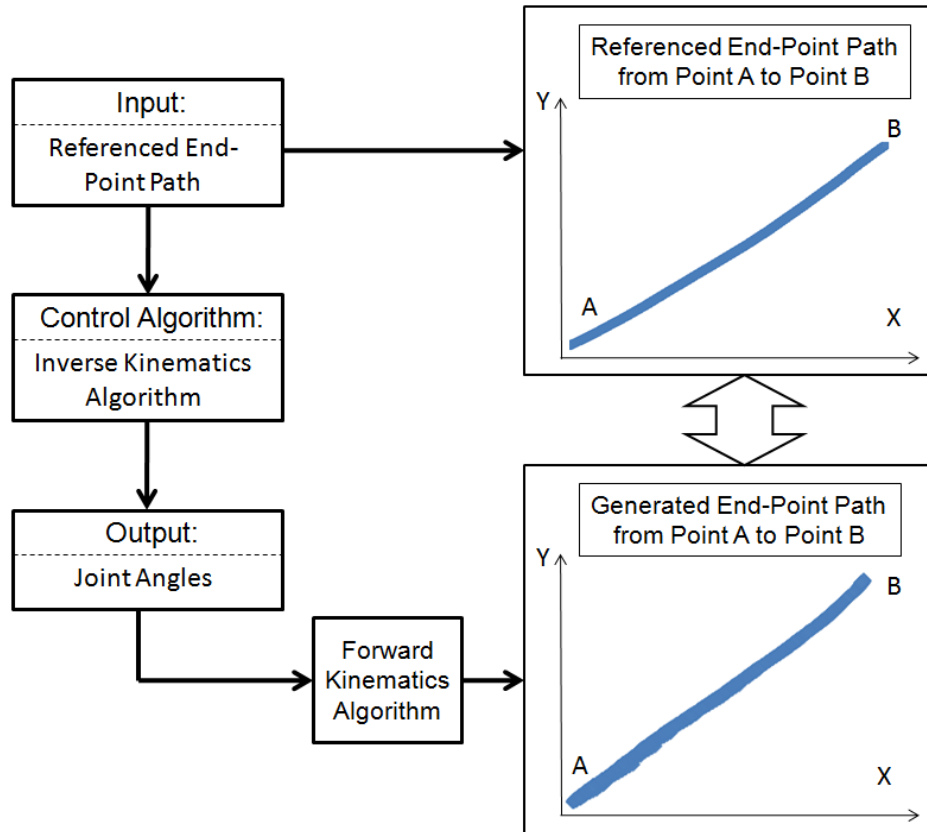 Input:
Referenced End-
Point Path
Control Algorithm:
Inverse Kinematics
Algorithm
Output:
Joint Angles
Forward
Kinematics
Algorithm
Referenced End-Point Path
from Point A to Point B
Y
B
A
X
Generated End-Point Path
from Point A to Point B
Y
B
A
X